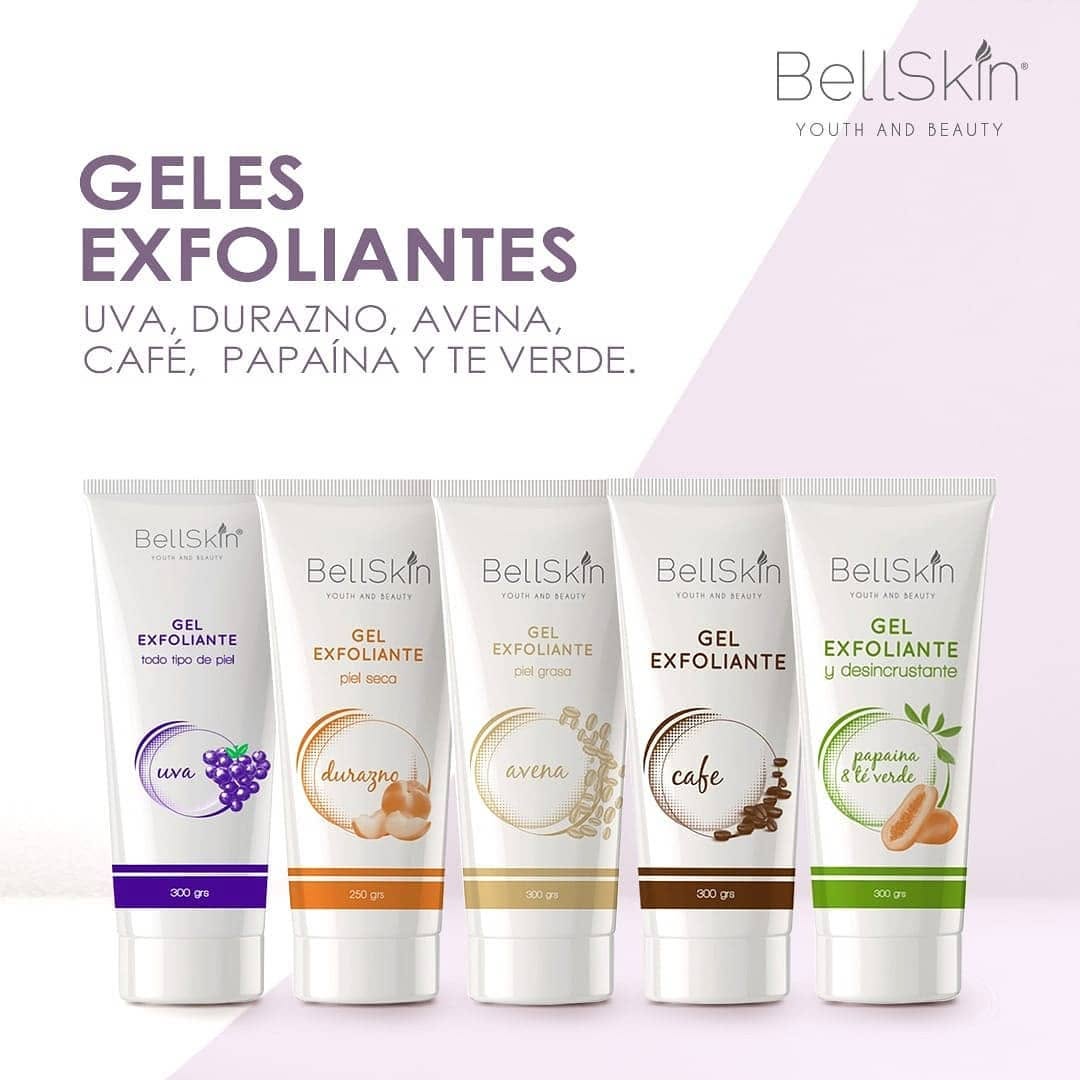 BellSkin®
YOUTH AND BEAUTY
GELES
EXFOLIANTES
UVA, DURAZNO, AVENA,
CAFÉ, PAPAÍNA Y TE VERDE.
BellSkin®
YOUTH AND BEAUTY
GEL
EXFOLIANTE
todo tipo de piel
uva
300 grs
BellSkin
YOUTH AND BEAUTY
GEL
EXFOLIANTE
piel seca
durazno
250 grs
BellSkin
YOUTH AND BEAUTY
GEL
EXFOLIANTE
piel grasa
avena
300 grs
BellSkin
YOUTH AND BEAUTY
GEL
EXFOLIANTE
cafe
300 grs
BellSkin
YOUTH AND BEAUTY
GEL
EXFOLIANTE
y desincrustante
papaina
& té verde
300 grs